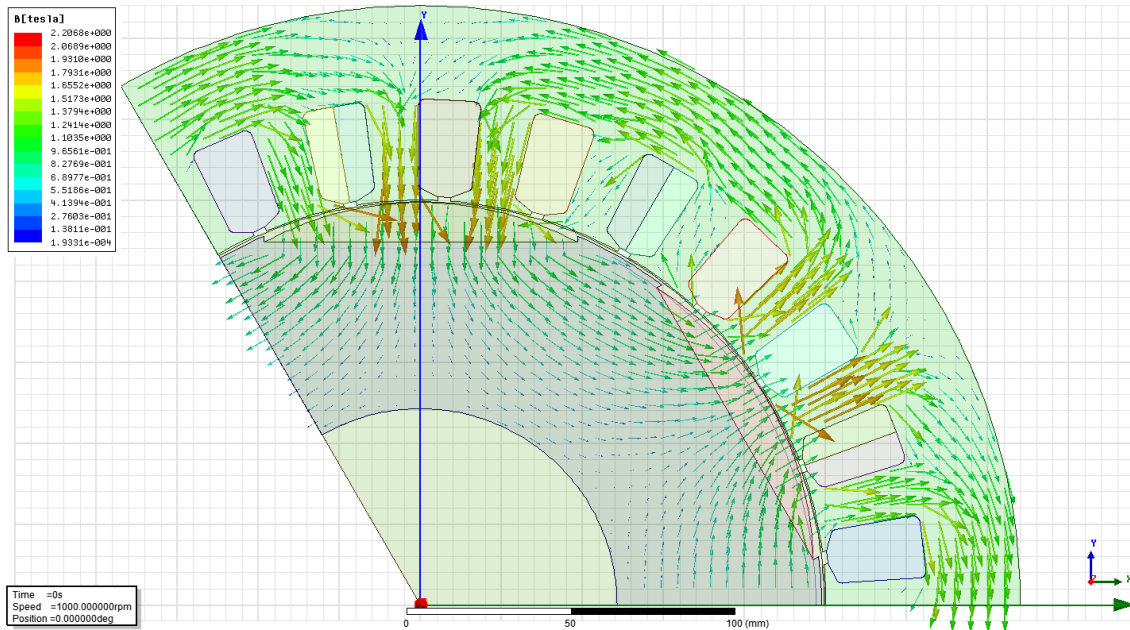 B[tesla]
2.2068e+000
2.0689e+000
1.9310e+000
1.7931e+000
1.6552e+000
1.5173e+000
1.3794e+000
1.2414e+000
1.1035e+000
9.6561e-001
8.2769e-001
6.8977e-001
5.5186e-001
4.1394e-001
2.7603e-001
1.3811e-001
1.9331e-004
Y
Y
X
Z
Time =0s
Speed =1000.000000rpm
Position =0.000000deg
0
50
100 (mm)